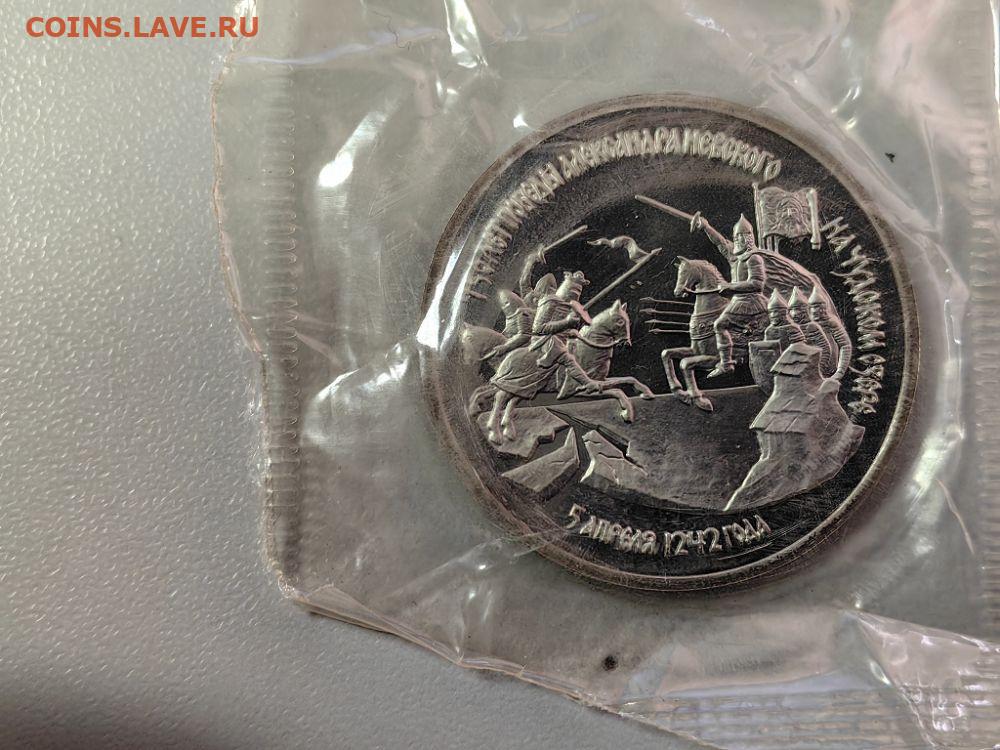 COINS.LAVE.RU
ПОБЕДЫ АЛЕКСАНДРА НЕВСКОГО
НА ЧУДСКОМ ОЗЕРЕ
5 АПРЕЛЯ 1242 ГОДА